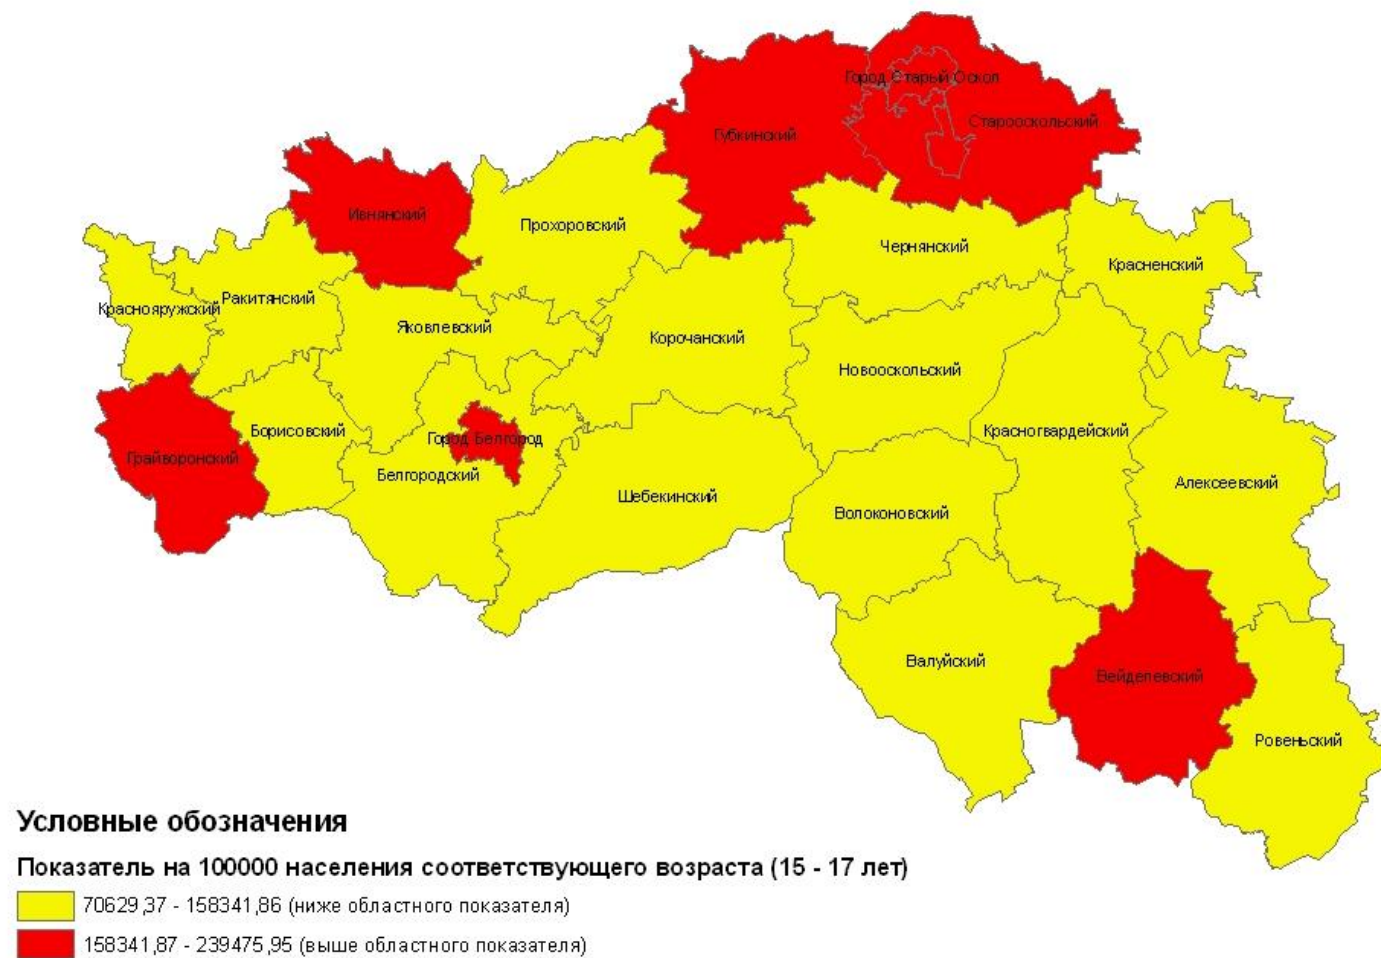 Город Старый Оскол
Старооскольский
Губкинский
Ивнянский
Прохоровский
Чернянский
Красненский
Краснояружский
Ракитянский
Яковлевский
Корочанский
Новооскольский
Борисовский
Город Белгород
Красногвардейский
Грайворонский
Белгородский
Шебекинский
Волоконовский
Алексеевский
Валуйский
Вейделевский
Ровеньский
Условные обозначения
Показатель на 100000 населения соответствующего возраста (15 - 17 лет)
70629,37 - 158341,86 (ниже областного показателя)
158341,87 - 239475,95 (выше областного показателя)